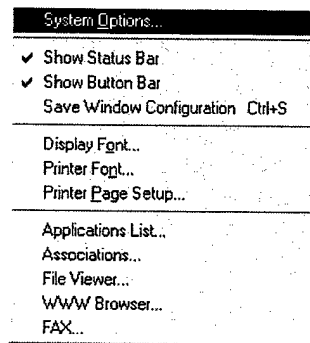 System Options...
Show Status Bar
Show Button Bar
Save Window Configuration Ctrl+S
Display Font...
Printer Font...
Printer Page Setup...
Applications List...
Associations...
File Viewer...
WWW Browser...
FAX...